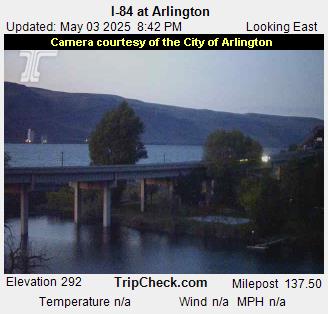 I-84 at Arlington
Updated: May 03 2025 8:42 PM Looking East
Camera courtesy of the City of Arlington
Elevation 292 TripCheck.com Milepost 137.50
Temperature n/a Wind n/a MPH n/a